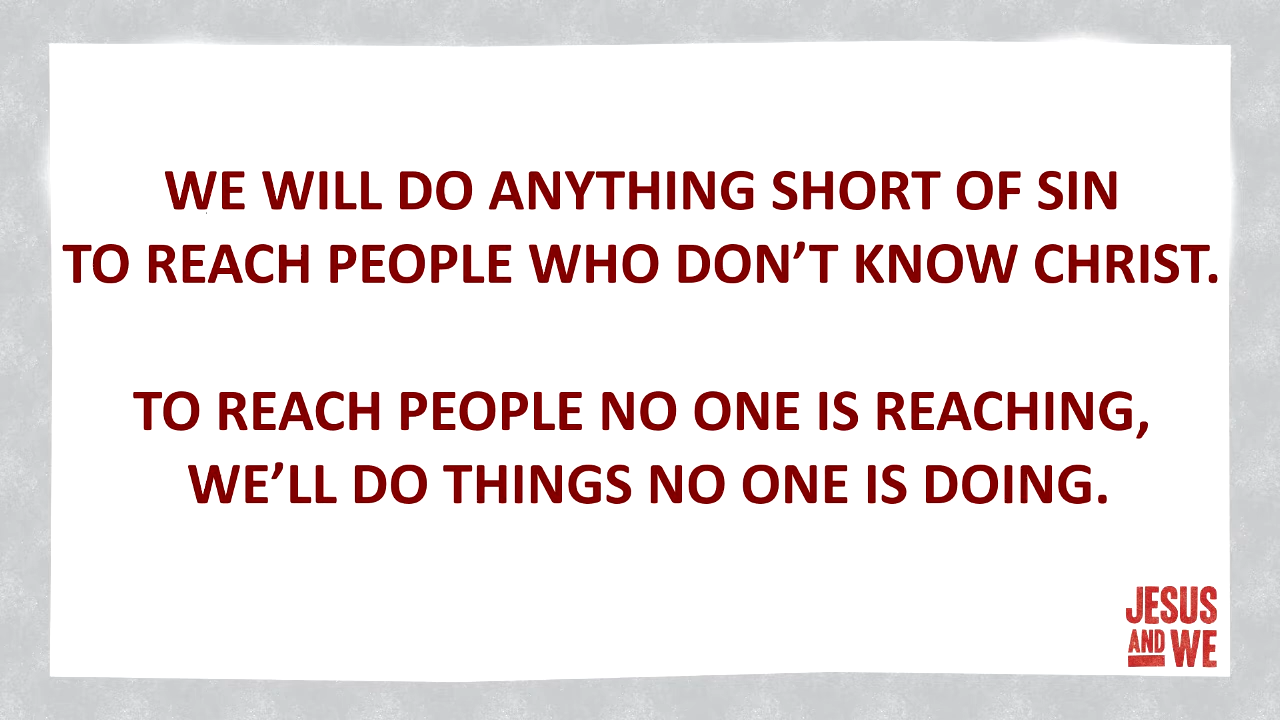 WE WILL DO ANYTHING SHORT OF SIN
TO REACH PEOPLE WHO DON’T KNOW CHRIST.
TO REACH PEOPLE NO ONE IS REACHING,
WE’LL DO THINGS NO ONE IS DOING.
JESUS
AND WE